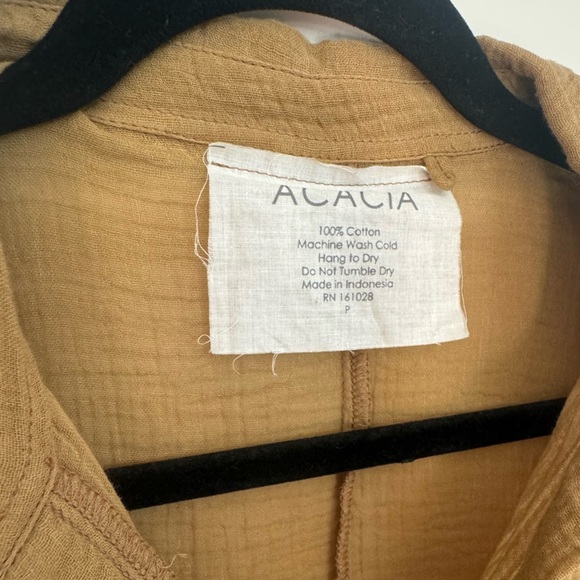 ACACIA
100% Cotton
Machine Wash Cold
Hang to Dry
Do Not Tumble Dry
Made in Indonesia
RN 161028
P